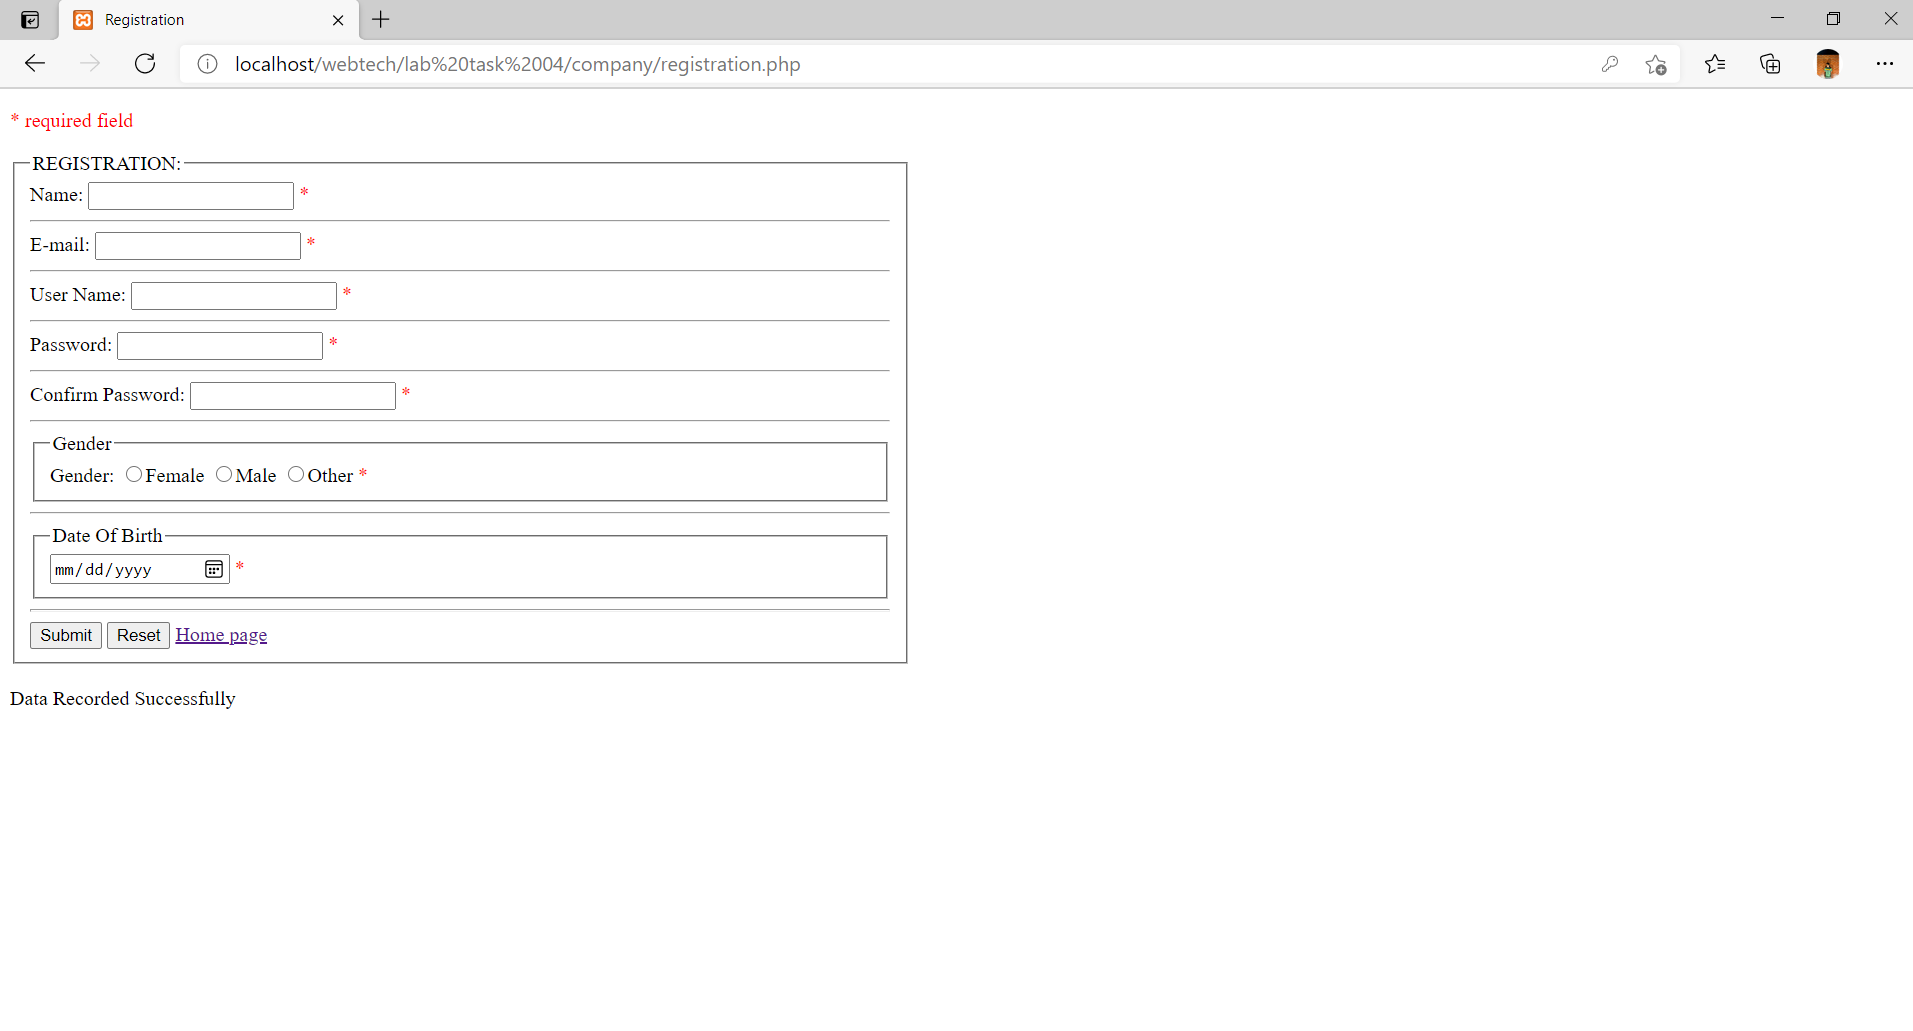 Registration
localhost/webtech/lab%20task%2004/company/registration.php
* required field
REGISTRATION:
Name: *
E-mail: *
User Name: *
Password: *
Confirm Password: *
Gender
Gender: Female Male Other *
Date Of Birth
mm/dd/yyyy *
Submit Reset Home page
Data Recorded Successfully